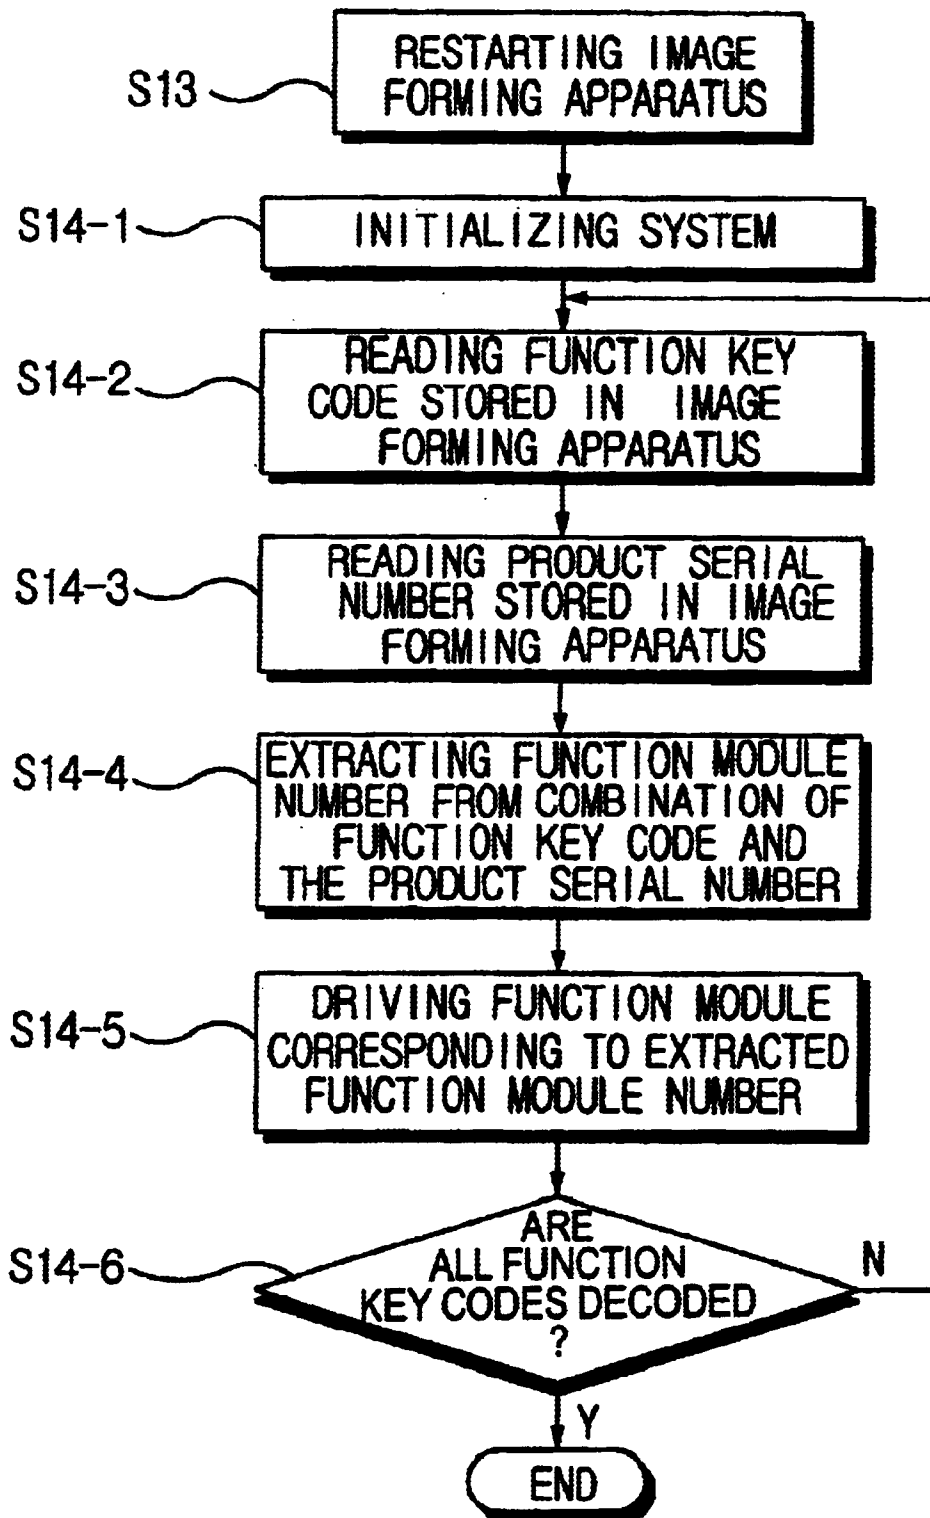 S13
RESTARTING IMAGE
FORMING APPARATUS
S14-1
INITIALIZING SYSTEM
S14-2
READING FUNCTION KEY
CODE STORED IN IMAGE
FORMING APPARATUS
S14-3
READING PRODUCT SERIAL
NUMBER STORED IN IMAGE
FORMING APPARATUS
S14-4
EXTRACTING FUNCTION MODULE
NUMBER FROM COMBINATION OF
FUNCTION KEY CODE AND
THE PRODUCT SERIAL NUMBER
S14-5
DRIVING FUNCTION MODULE
CORRESPONDING TO EXTRACTED
FUNCTION MODULE NUMBER
S14-6
ARE
ALL FUNCTION
KEY CODES DECODED
?
N
Y
END